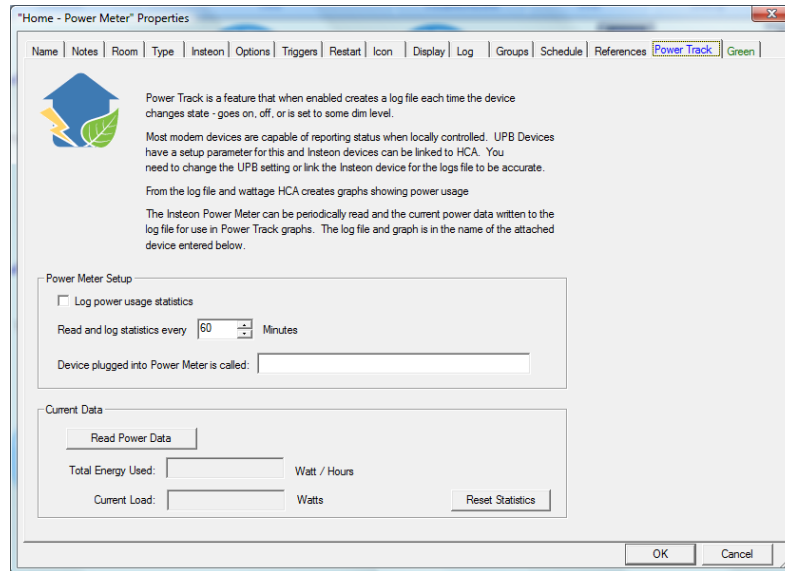 "Home - Power Meter" Properties
Name Notes Room Type Insteon Options Triggers Restart Icon Display Log Groups Schedule References Power Track Green
Power Track is a feature that when enabled creates a log file each time the device
changes state - goes on, off, or is set to some dim level.
Most modern devices are capable of reporting status when locally controlled. UPB Devices
have a setup parameter for this and Insteon devices can be linked to HCA. You
need to change the UPB setting or link the Insteon device for the logs file to be accurate.
From the log file and wattage HCA creates graphs showing power usage
The Insteon Power Meter can be periodically read and the current power data written to the
log file for use in Power Track graphs. The log file and graph is in the name of the attached
device entered below.
Power Meter Setup
Log power usage statistics
Read and log statistics every 60 Minutes
Device plugged into Power Meter is called:
Current Data
Read Power Data
Total Energy Used: Watt / Hours
Current Load: Watts Reset Statistics
OK Cancel